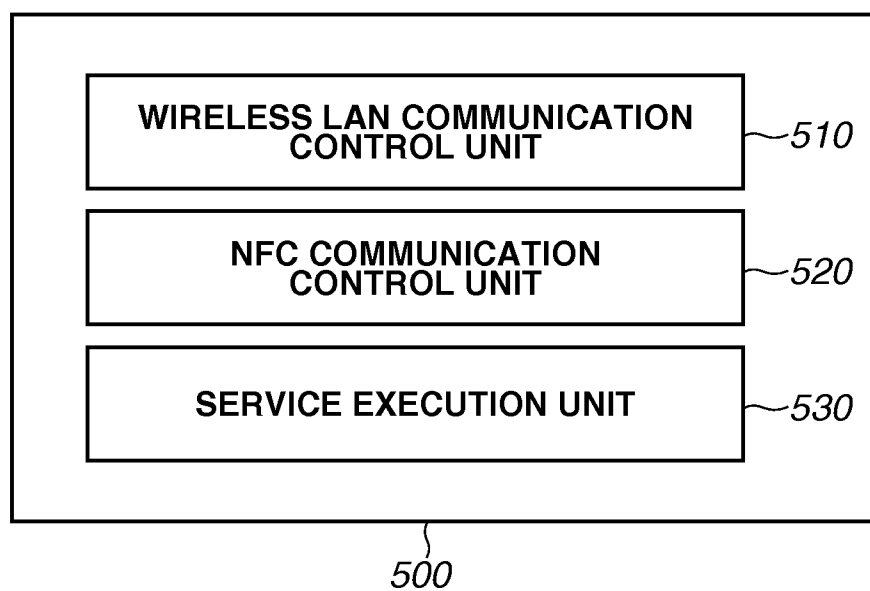 WIRELESS LAN COMMUNICATION
CONTROL UNIT
510
NFC COMMUNICATION
CONTROL UNIT
520
SERVICE EXECUTION UNIT
530
500